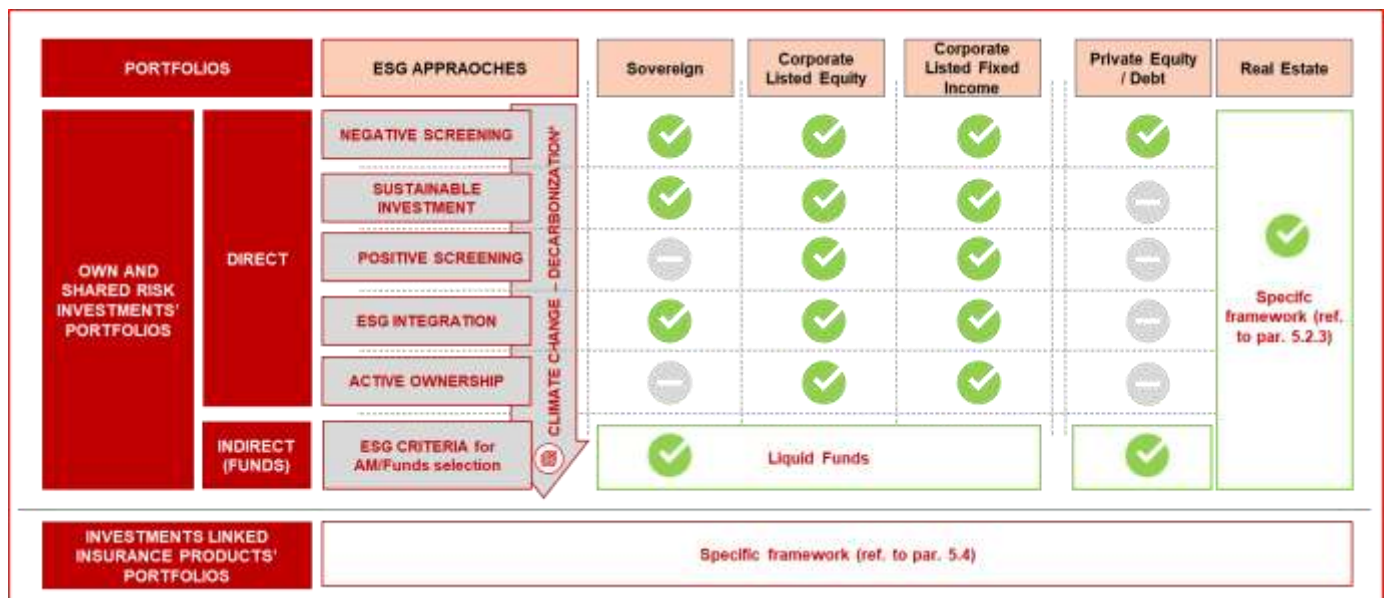 PORTFOLIOS
ESG APPRAOCHES
Sovereign
Corporate
Listed Equity
Corporate
Listed Fixed
Income
Private Equity
/ Debt
Real Estate
OWN AND
SHARED RISK
INVESTMENTS'
PORTFOLIOS
DIRECT
NEGATIVE SCREENING
SUSTAINABLE
INVESTMENT
POSITIVE SCREENING
ESG INTEGRATION
ACTIVE OWNERSHIP
CLIMATE CHANGE – DECARBONIZATION*
Specifc
framework (ref.
to par. 5.2.3)
INDIRECT
(FUNDS)
ESG CRITERIA for
AM/Funds selection
Liquid Funds
INVESTMENTS LINKED
INSURANCE PRODUCTS'
PORTFOLIOS
Specific framework (ref. to par. 5.4)